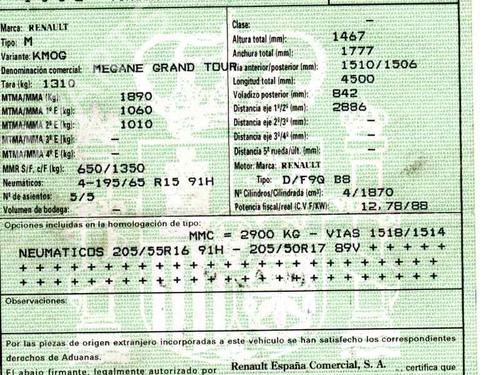 Marca: RENAULT
Tipo: M
Variante: KMOG
Denominación comercial: MEGANE GRAND TOUR
Tara (kg): 1310
MTMA/MMA (kg): 1890
MTMA/MMA 1º E (kg): 1060
MTMA/MMA 2º E (kg): 1010
MTMA/MMA 3º E (kg): —
MTMA/MMA 4º E (kg): —
MMR S/F, c/F (kg): 650/1350
Neumáticos: 4-195/65 R15 91H
Nº de asientos: 5/5
Volumen de bodega: —
Clase: —
Altura total (mm): 1467
Anchura total (mm): 1777
Vía anterior/posterior (mm): 1510/1506
Longitud total (mm): 4500
Voladizo posterior (mm): 842
Distancia eje 1º/2º (mm): 2886
Distancia eje 2º/3º (mm): —
Distancia eje 3º/4º (mm): —
Distancia 5ª rueda/últ. (mm): —
Motor: Marca: RENAULT
Tipo: D/F9Q B8
Nº Cilindros/Cilindrada (cm³): 4/1870
Potencia fiscal/real (C.V.F/KW): 12,78/88
Opciones incluidas en la homologación de tipo:
MMC = 2900 KG - VIAS 1518/1514
NEUMATICOS 205/55R16 91H - 205/50R17 89V + + + + +
+ + + + + + + + + + + + + + + + + + + + + + +
+ + + + + + + + + + + + + + + + + + + + + + +
Observaciones:
Por las piezas de origen extranjero incorporadas a este vehículo se han satisfecho los correspondientes
derechos de Aduanas.
El abajo firmante, legalmente autorizado por Renault España Comercial, S. A. certifica que